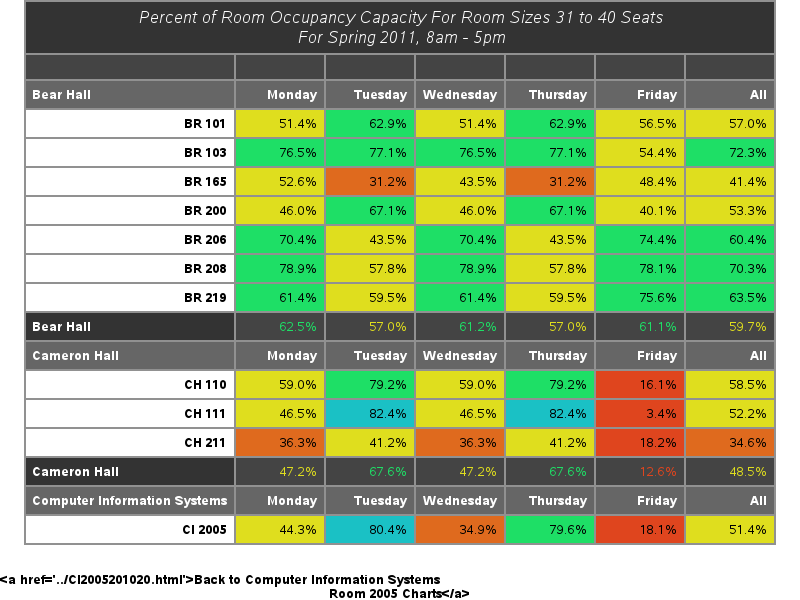 Percent of Room Occupancy Capacity For Room Sizes 31 to 40 Seats
For Spring 2011, 8am - 5pm
Bear Hall Monday Tuesday Wednesday Thursday Friday All
BR 101 51.4% 62.9% 51.4% 62.9% 56.5% 57.0%
BR 103 76.5% 77.1% 76.5% 77.1% 54.4% 72.3%
BR 165 52.6% 31.2% 43.5% 31.2% 48.4% 41.4%
BR 200 46.0% 67.1% 46.0% 67.1% 40.1% 53.3%
BR 206 70.4% 43.5% 70.4% 43.5% 74.4% 60.4%
BR 208 78.9% 57.8% 78.9% 57.8% 78.1% 70.3%
BR 219 61.4% 59.5% 61.4% 59.5% 75.6% 63.5%
Bear Hall 62.5% 57.0% 61.2% 57.0% 61.1% 59.7%
Cameron Hall Monday Tuesday Wednesday Thursday Friday All
CH 110 59.0% 79.2% 59.0% 79.2% 16.1% 58.5%
CH 111 46.5% 82.4% 46.5% 82.4% 3.4% 52.2%
CH 211 36.3% 41.2% 36.3% 41.2% 18.2% 34.6%
Cameron Hall 47.2% 67.6% 47.2% 67.6% 12.6% 48.5%
Computer Information Systems Monday Tuesday Wednesday Thursday Friday All
CI 2005 44.3% 80.4% 34.9% 79.6% 18.1% 51.4%
<a href='../CI2005201020.html'>Back to Computer Information Systems
Room 2005 Charts</a>